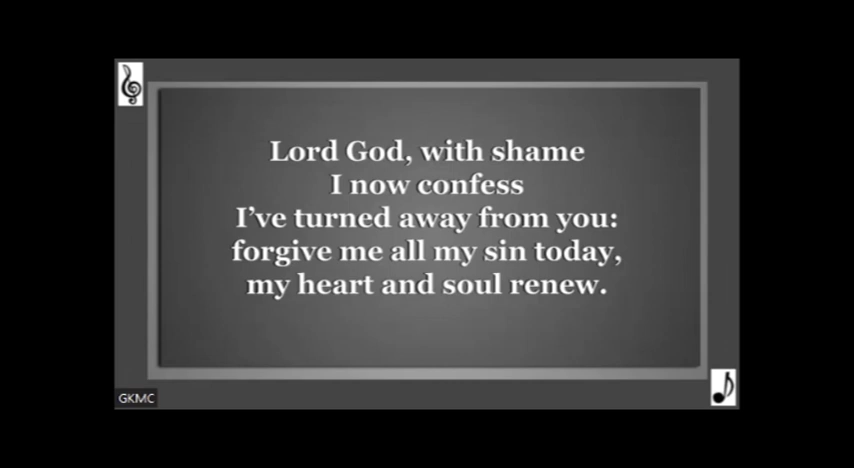 Lord God, with shame
I now confess
I’ve turned away from you:
forgive me all my sin today,
my heart and soul renew.
GKMC